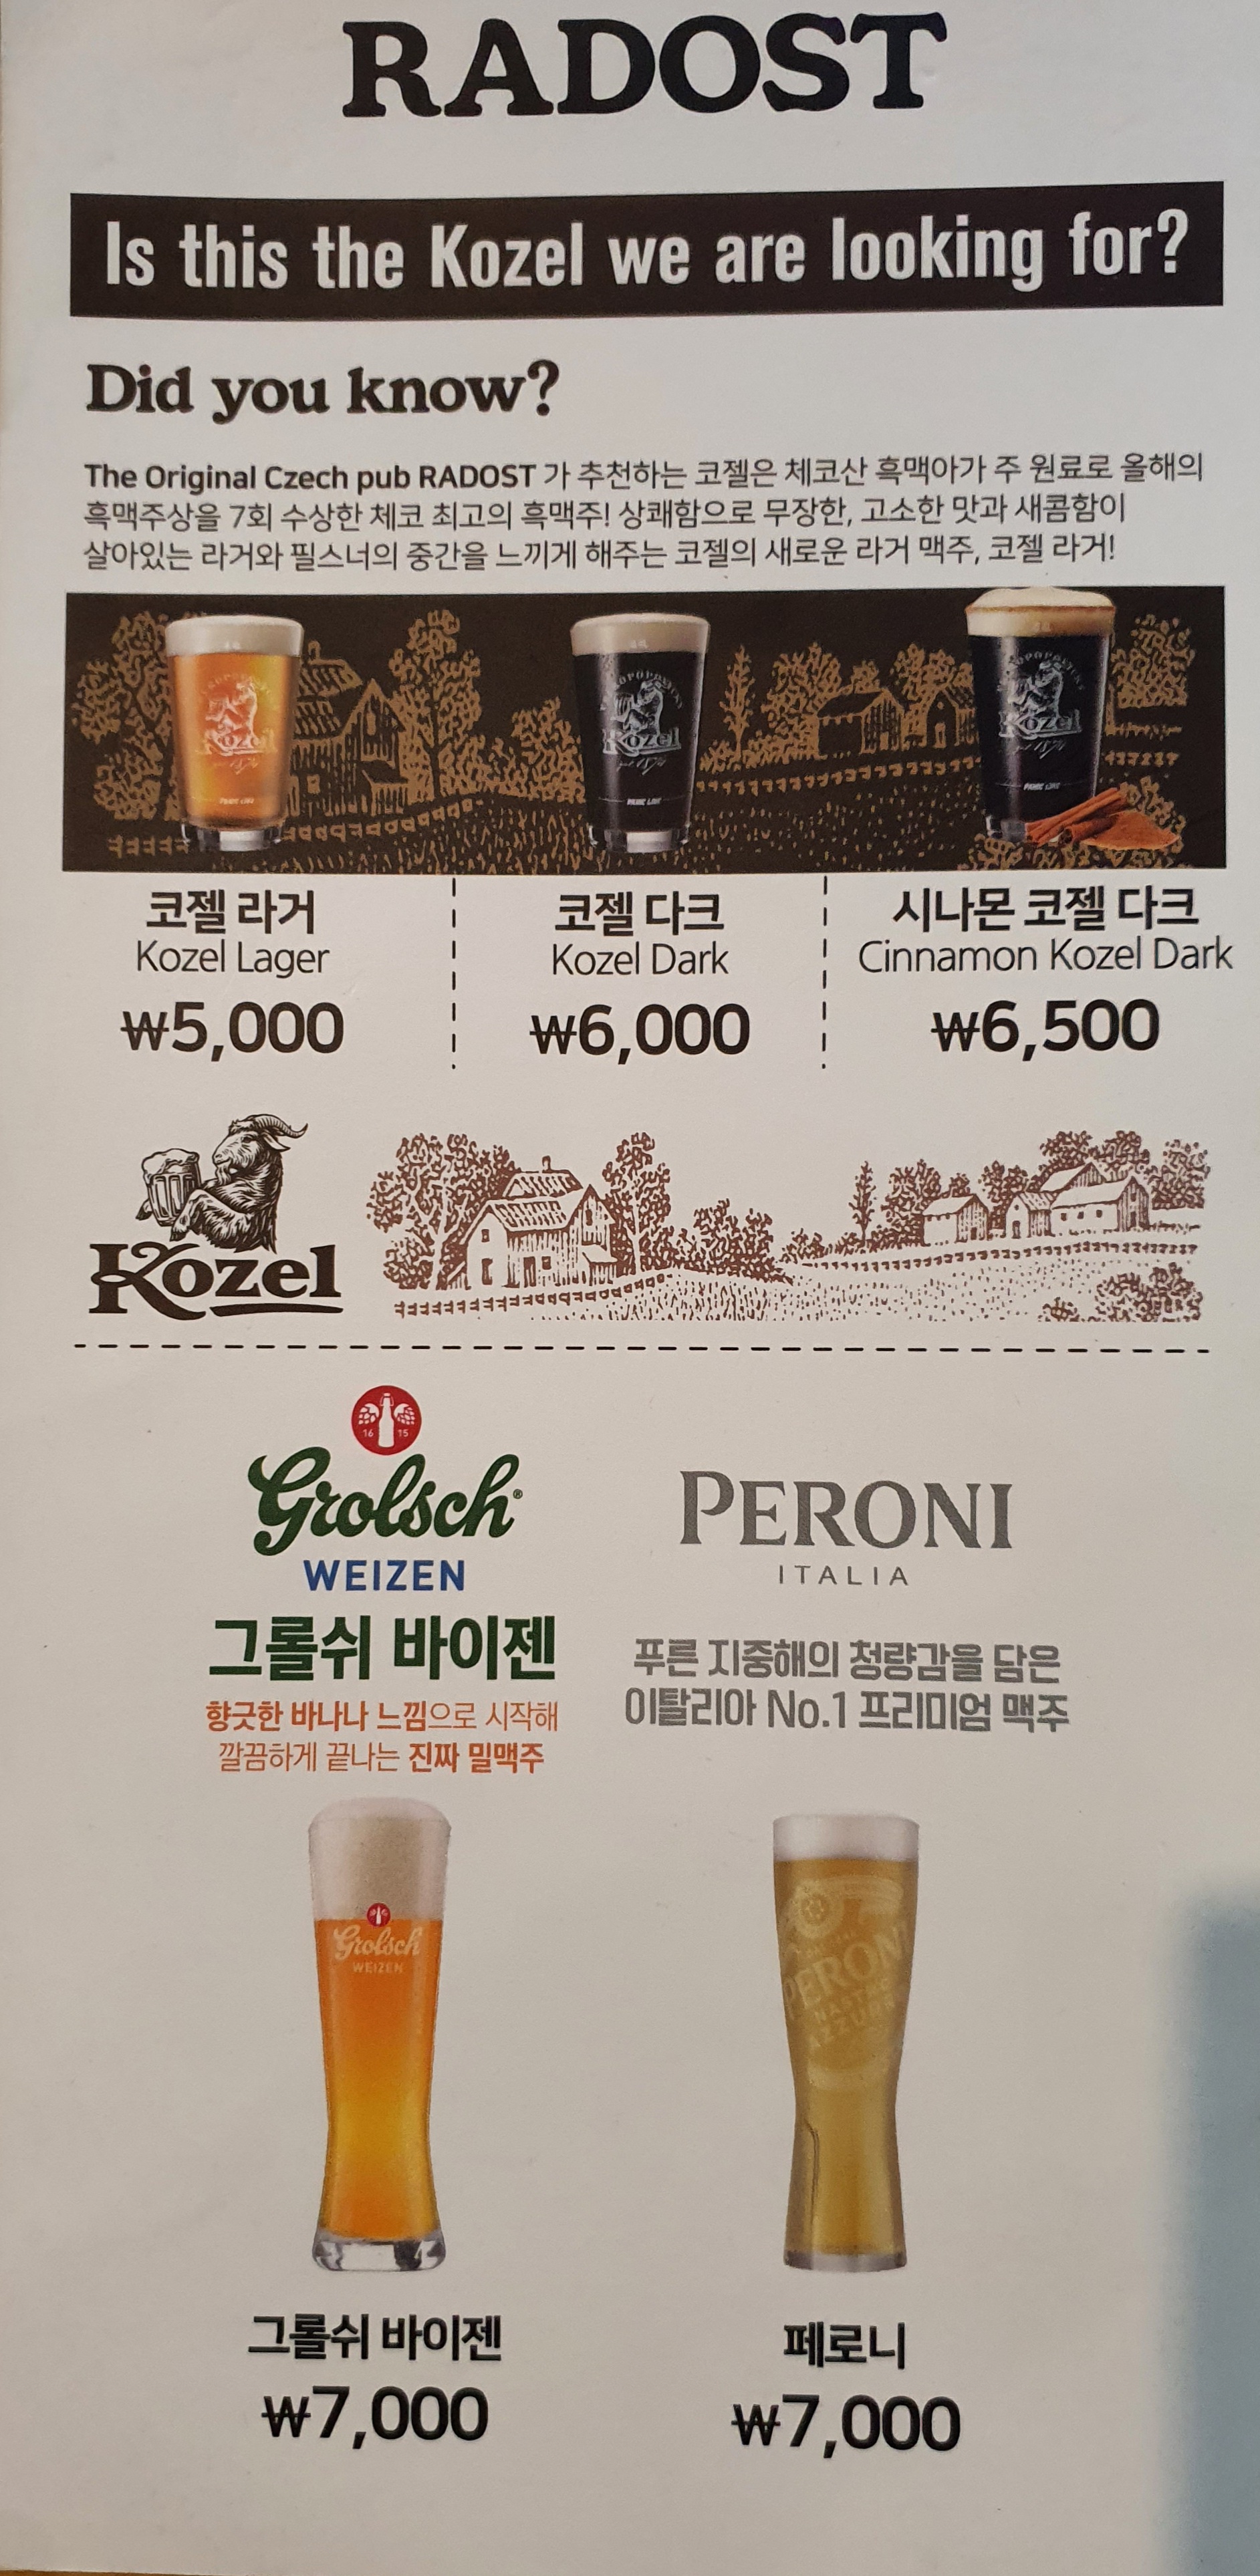 RADOST
Is this the Kozel we are looking for?
Did you know?
The Original Czech pub RADOST 가 추천하는 코젤은 체코산 흑맥아가 주 원료로 올해의
흑맥주상을 7회 수상한 체코 최고의 흑맥주! 상쾌함으로 무장한, 고소한 맛과 새콤함이
살아있는 라거와 필스너의 중간을 느끼게 해주는 코젤의 새로운 라거 맥주, 코젤 라거!
Kozel
Kozel
Kozel
코젤 라거
Kozel Lager
₩5,000
코젤 다크
Kozel Dark
₩6,000
시나몬 코젤 다크
Cinnamon Kozel Dark
₩6,500
Kozel
16 15
Grolsch®
WEIZEN
그롤쉬 바이젠
향긋한 바나나 느낌으로 시작해
깔끔하게 끝나는 진짜 밀맥주
PERONI
ITALIA
푸른 지중해의 청량감을 담은
이탈리아 No.1 프리미엄 맥주
Grolsch
WEIZEN
PERONI
그롤쉬 바이젠
₩7,000
페로니
₩7,000